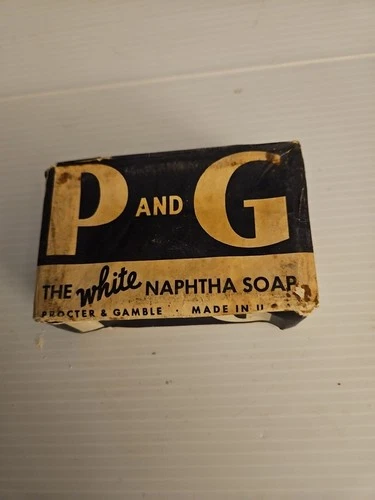 P AND G
THE white NAPHTHA SOAP
PROCTER & GAMBLE · MADE IN U